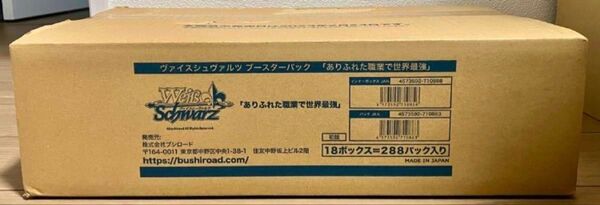 ヴァイスシュヴァルツ ブースターパック 「ありふれた職業で世界最強」
Weiß
Schwarz
「ありふれた職業で世界最強」
インナーボックス JAN
パック JAN
発売元:
株式会社ブシロード
〒164-0011 東京都中野区中央1-38-1 住友中野坂上ビル2階
https://bushiroad.com/
初版
18ボックス=288パック入り
MADE IN JAPAN